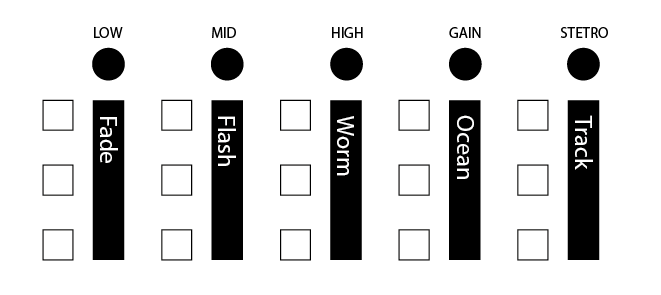 LOW MID HIGH GAIN STETRO
Fade
Flash
Worm
Ocean
Track